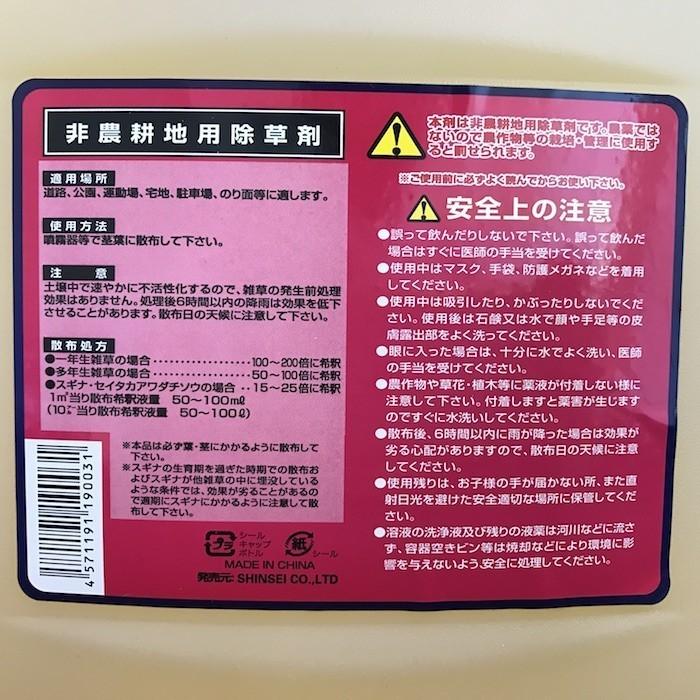 非農耕地用除草剤
適用場所
道路、公園、運動場、宅地、駐車場、のり面等に適します。
使用方法
噴霧器等で茎葉に散布して下さい。
注　意
土壌中で速やかに不活性化するので、雑草の発生前処理
効果はありません。処理後6時間以内の降雨は効果を低下
させることがあります。散布日の天候に注意して下さい。
散布処方
●一年生雑草の場合‥‥‥‥‥‥‥100～200倍に希釈
●多年生雑草の場合‥‥‥‥‥‥‥50～100倍に希釈
●スギナ・セイタカアワダチソウの場合‥15～25倍に希釈
1㎡当り散布希釈液量　50～100㎖
(10㌃当り散布希釈液量　50～100ℓ)
※本品は必ず葉・茎にかかるように散布して
下さい。
※スギナの生育期を過ぎた時期での散布お
よびスギナが他雑草の中に埋没している
ような条件では、効果が劣ることがあるの
で適期にスギナにかかるように注意して散
布して下さい。
4571191190031
プラ
シール
キャップ
ボトル
紙
シール
MADE IN CHINA
発売元: SHINSEI CO.,LTD
本剤は非農耕地用除草剤です。農薬では
ないので農作物等の栽培・管理に使用す
ると罰せられます。
※ご使用前に必ずよく読んでからお使い下さい。
安全上の注意
●誤って飲んだりしないで下さい。誤って飲んだ
場合はすぐに医師の手当を受けてください。
●使用中はマスク、手袋、防護メガネなどを着用
してください。
●使用中は吸引したり、かぶったりしないでくだ
さい。使用後は石鹸又は水で顔や手足等の皮
膚露出部をよく洗ってください。
●眼に入った場合は、十分に水でよく洗い、医師
の手当を受けてください。
●農作物や草花・植木等に薬液が付着しない様に
注意して下さい。付着しますと薬害が生じます
のですぐに水洗いしてください。
●散布後、6時間以内に雨が降った場合は効果が
劣る心配がありますので、散布日の天候に注意
して下さい。
●使用残りは、お子様の手が届かない所、また直
射日光を避けた安全適切な場所に保管してくだ
さい。
●溶液の洗浄液及び残りの液薬は河川などに流さ
ず、容器空きビン等は焼却などにより環境に影
響を与えないよう、安全に処理してください。